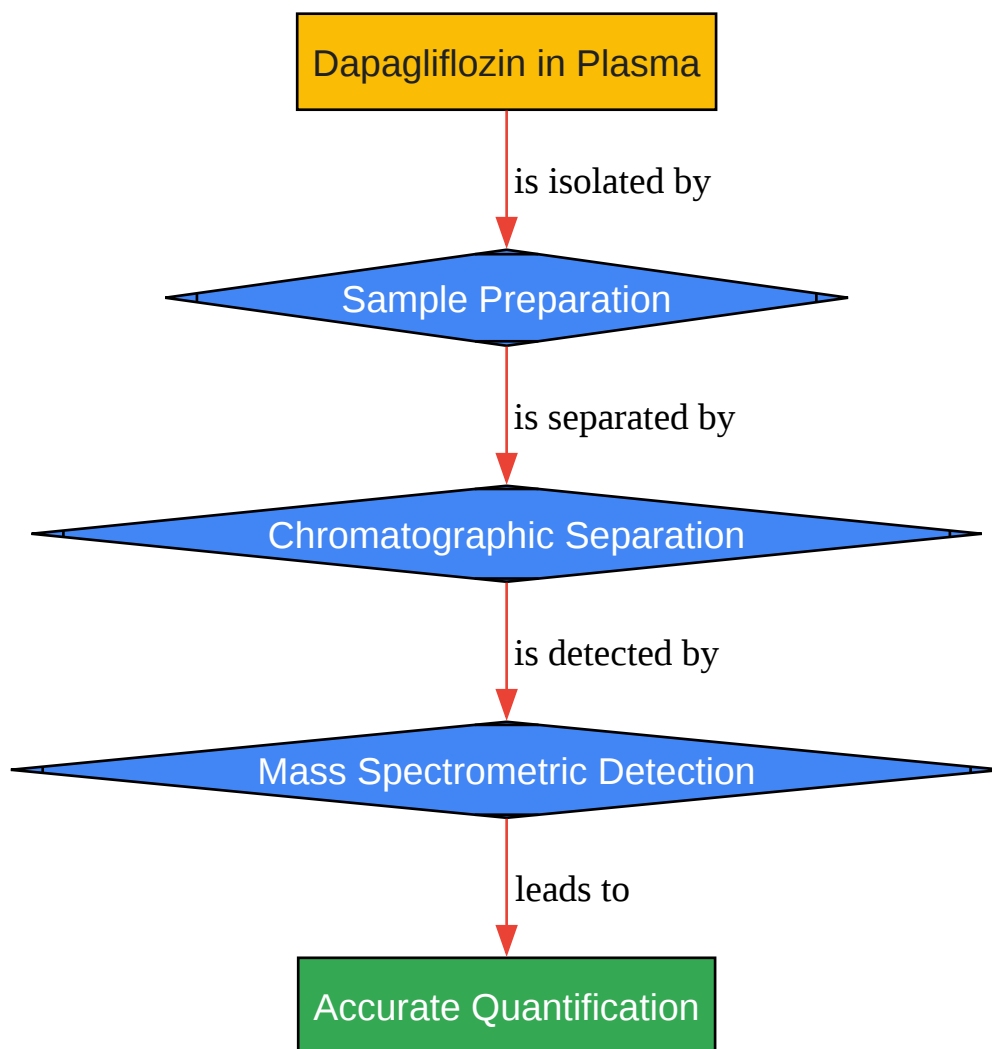 Dapagliflozin in Plasma
is isolated by
Sample Preparation
is separated by
Chromatographic Separation
is detected by
Mass Spectrometric Detection
leads to
Accurate Quantification